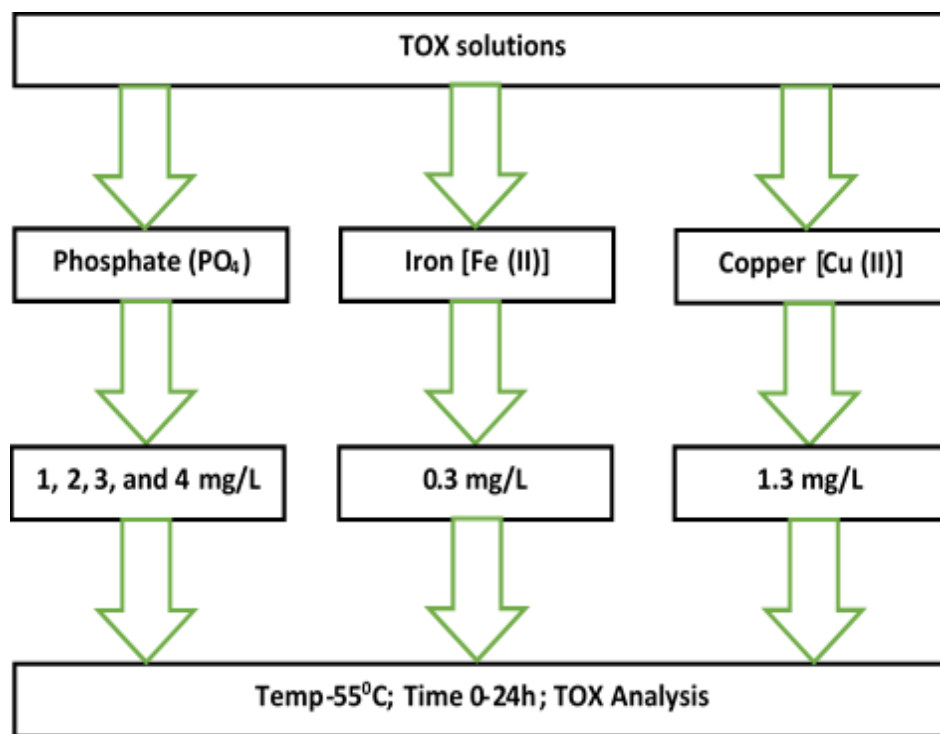 TOX solutions
Phosphate (PO₄)
Iron [Fe (II)]
Copper [Cu (II)]
1, 2, 3, and 4 mg/L
0.3 mg/L
1.3 mg/L
Temp-55⁰C; Time 0-24h; TOX Analysis